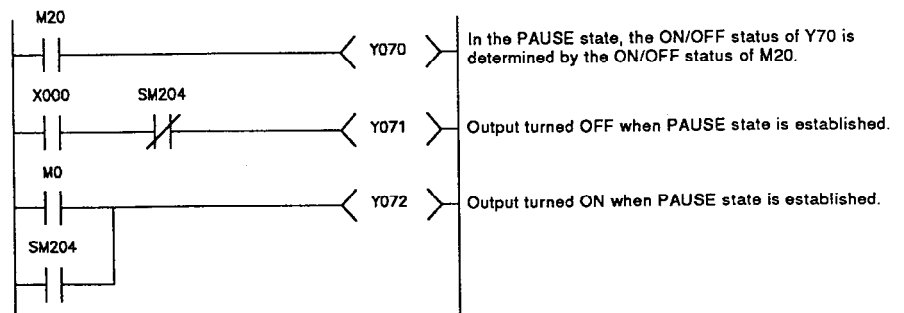 M20
Y070
In the PAUSE state, the ON/OFF status of Y70 is
determined by the ON/OFF status of M20.
X000
SM204
Y071
Output turned OFF when PAUSE state is established.
M0
Y072
Output turned ON when PAUSE state is established.
SM204